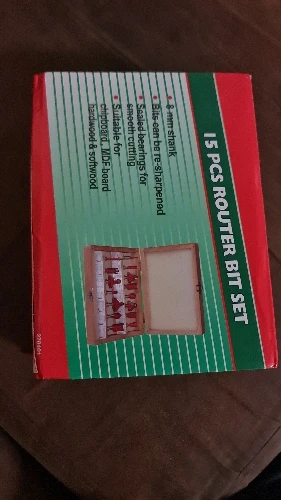 15 PCS ROUTER BIT SET
• 8 mm shank
• Bits can be re-sharpened
• Sealed bearings for
smooth cutting
• Suitable for
chipboard, MDF-board
hardwood & softwood